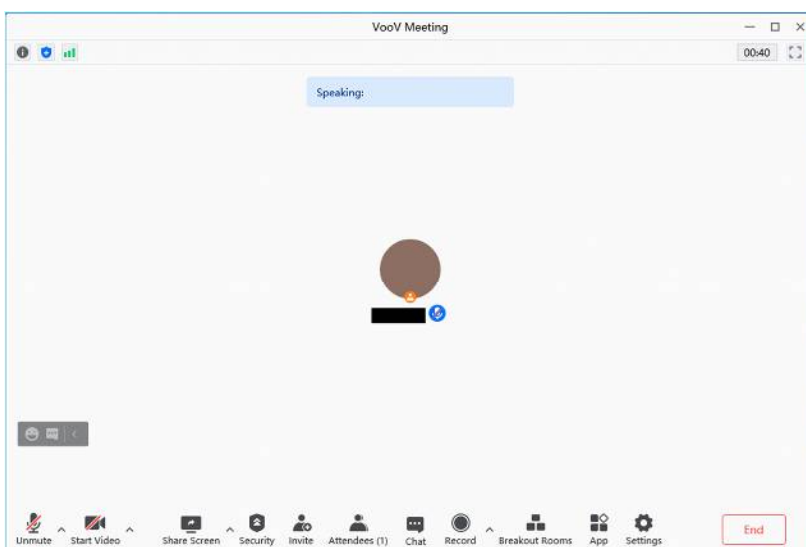 VooV Meeting
00:40
Speaking:
Unmute Start Video Share Screen Security Invite Attendees (1) Chat Record Breakout Rooms App Settings End